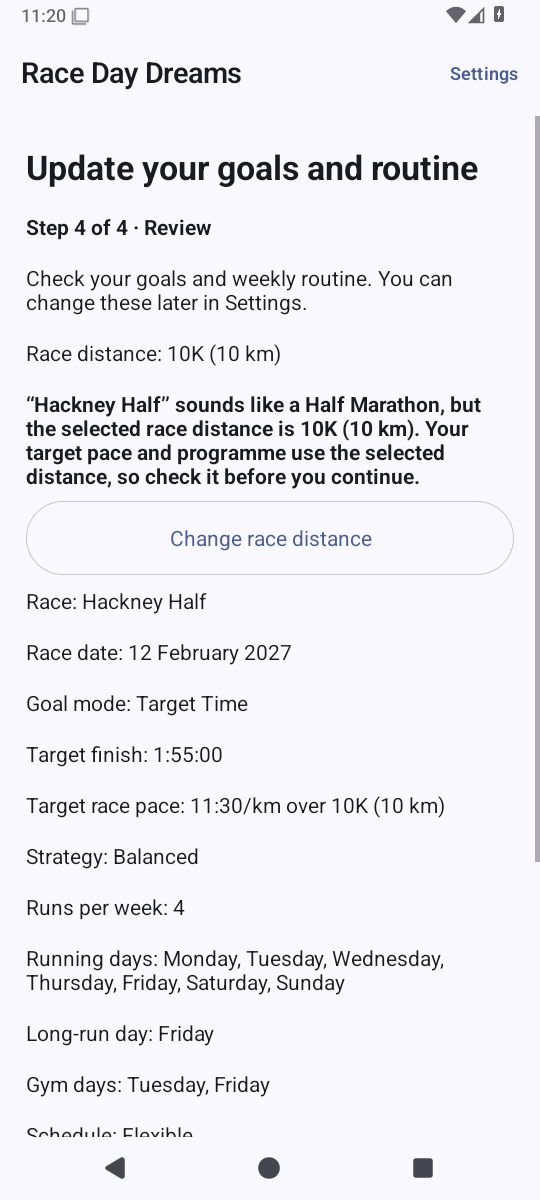 11:20
Race Day Dreams
Settings
Update your goals and routine
Step 4 of 4 · Review
Check your goals and weekly routine. You can
change these later in Settings.
Race distance: 10K (10 km)
“Hackney Half” sounds like a Half Marathon, but
the selected race distance is 10K (10 km). Your
target pace and programme use the selected
distance, so check it before you continue.
Change race distance
Race: Hackney Half
Race date: 12 February 2027
Goal mode: Target Time
Target finish: 1:55:00
Target race pace: 11:30/km over 10K (10 km)
Strategy: Balanced
Runs per week: 4
Running days: Monday, Tuesday, Wednesday,
Thursday, Friday, Saturday, Sunday
Long-run day: Friday
Gym days: Tuesday, Friday
Schedule: Flexible